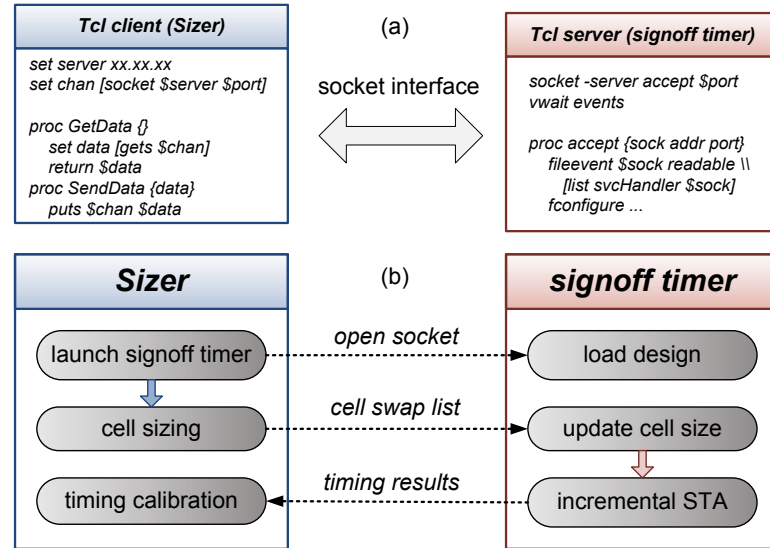 Tcl client (Sizer)
set server xx.xx.xx
set chan [socket $server $port]
proc GetData {}
set data [gets $chan]
return $data
proc SendData {data}
puts $chan $data
(a)
socket interface
Tcl server (signoff timer)
socket -server accept $port
vwait events
proc accept {sock addr port}
fileevent $sock readable \\
[list svcHandler $sock]
fconfigure ...
Sizer
(b)
signoff timer
launch signoff timer
open socket
load design
cell sizing
cell swap list
update cell size
timing calibration
timing results
incremental STA